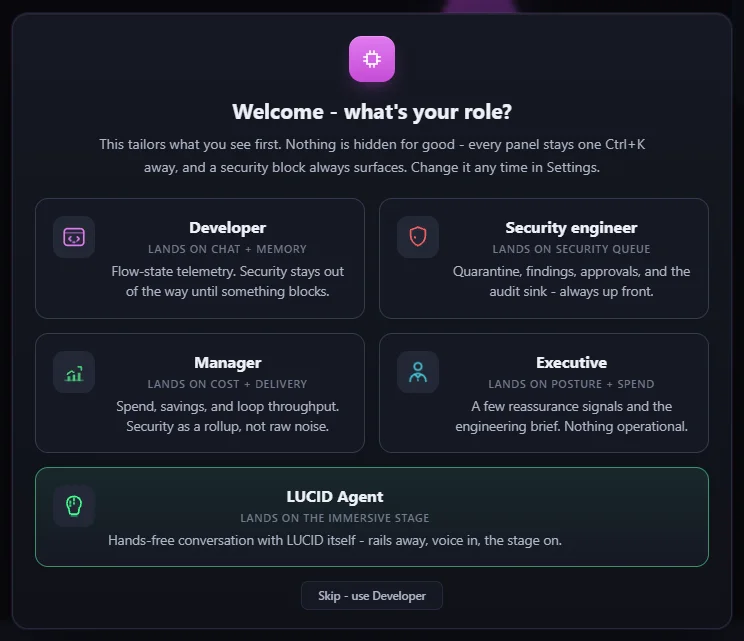 Welcome - what's your role?
This tailors what you see first. Nothing is hidden for good - every panel stays one Ctrl+K
away, and a security block always surfaces. Change it any time in Settings.
Developer
LANDS ON CHAT + MEMORY
Flow-state telemetry. Security stays out
of the way until something blocks.
Security engineer
LANDS ON SECURITY QUEUE
Quarantine, findings, approvals, and the
audit sink - always up front.
Manager
LANDS ON COST + DELIVERY
Spend, savings, and loop throughput.
Security as a rollup, not raw noise.
Executive
LANDS ON POSTURE + SPEND
A few reassurance signals and the
engineering brief. Nothing operational.
LUCID Agent
LANDS ON THE IMMERSIVE STAGE
Hands-free conversation with LUCID itself - rails away, voice in, the stage on.
Skip - use Developer